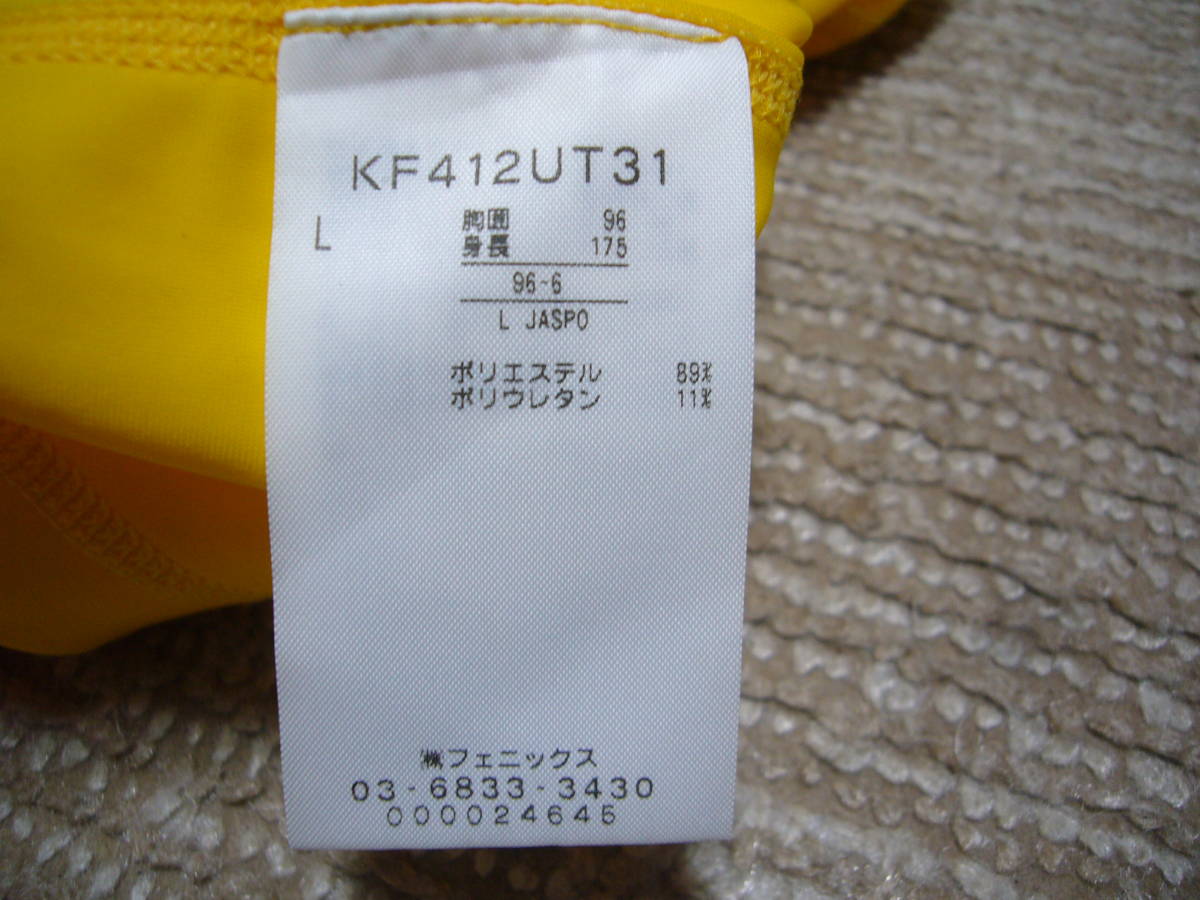 KF412UT31
L 胸囲 96
身長 175
96-6
L JASPO
ポリエステル 89%
ポリウレタン 11%
㈱フェニックス
03-6833-3430
000024645